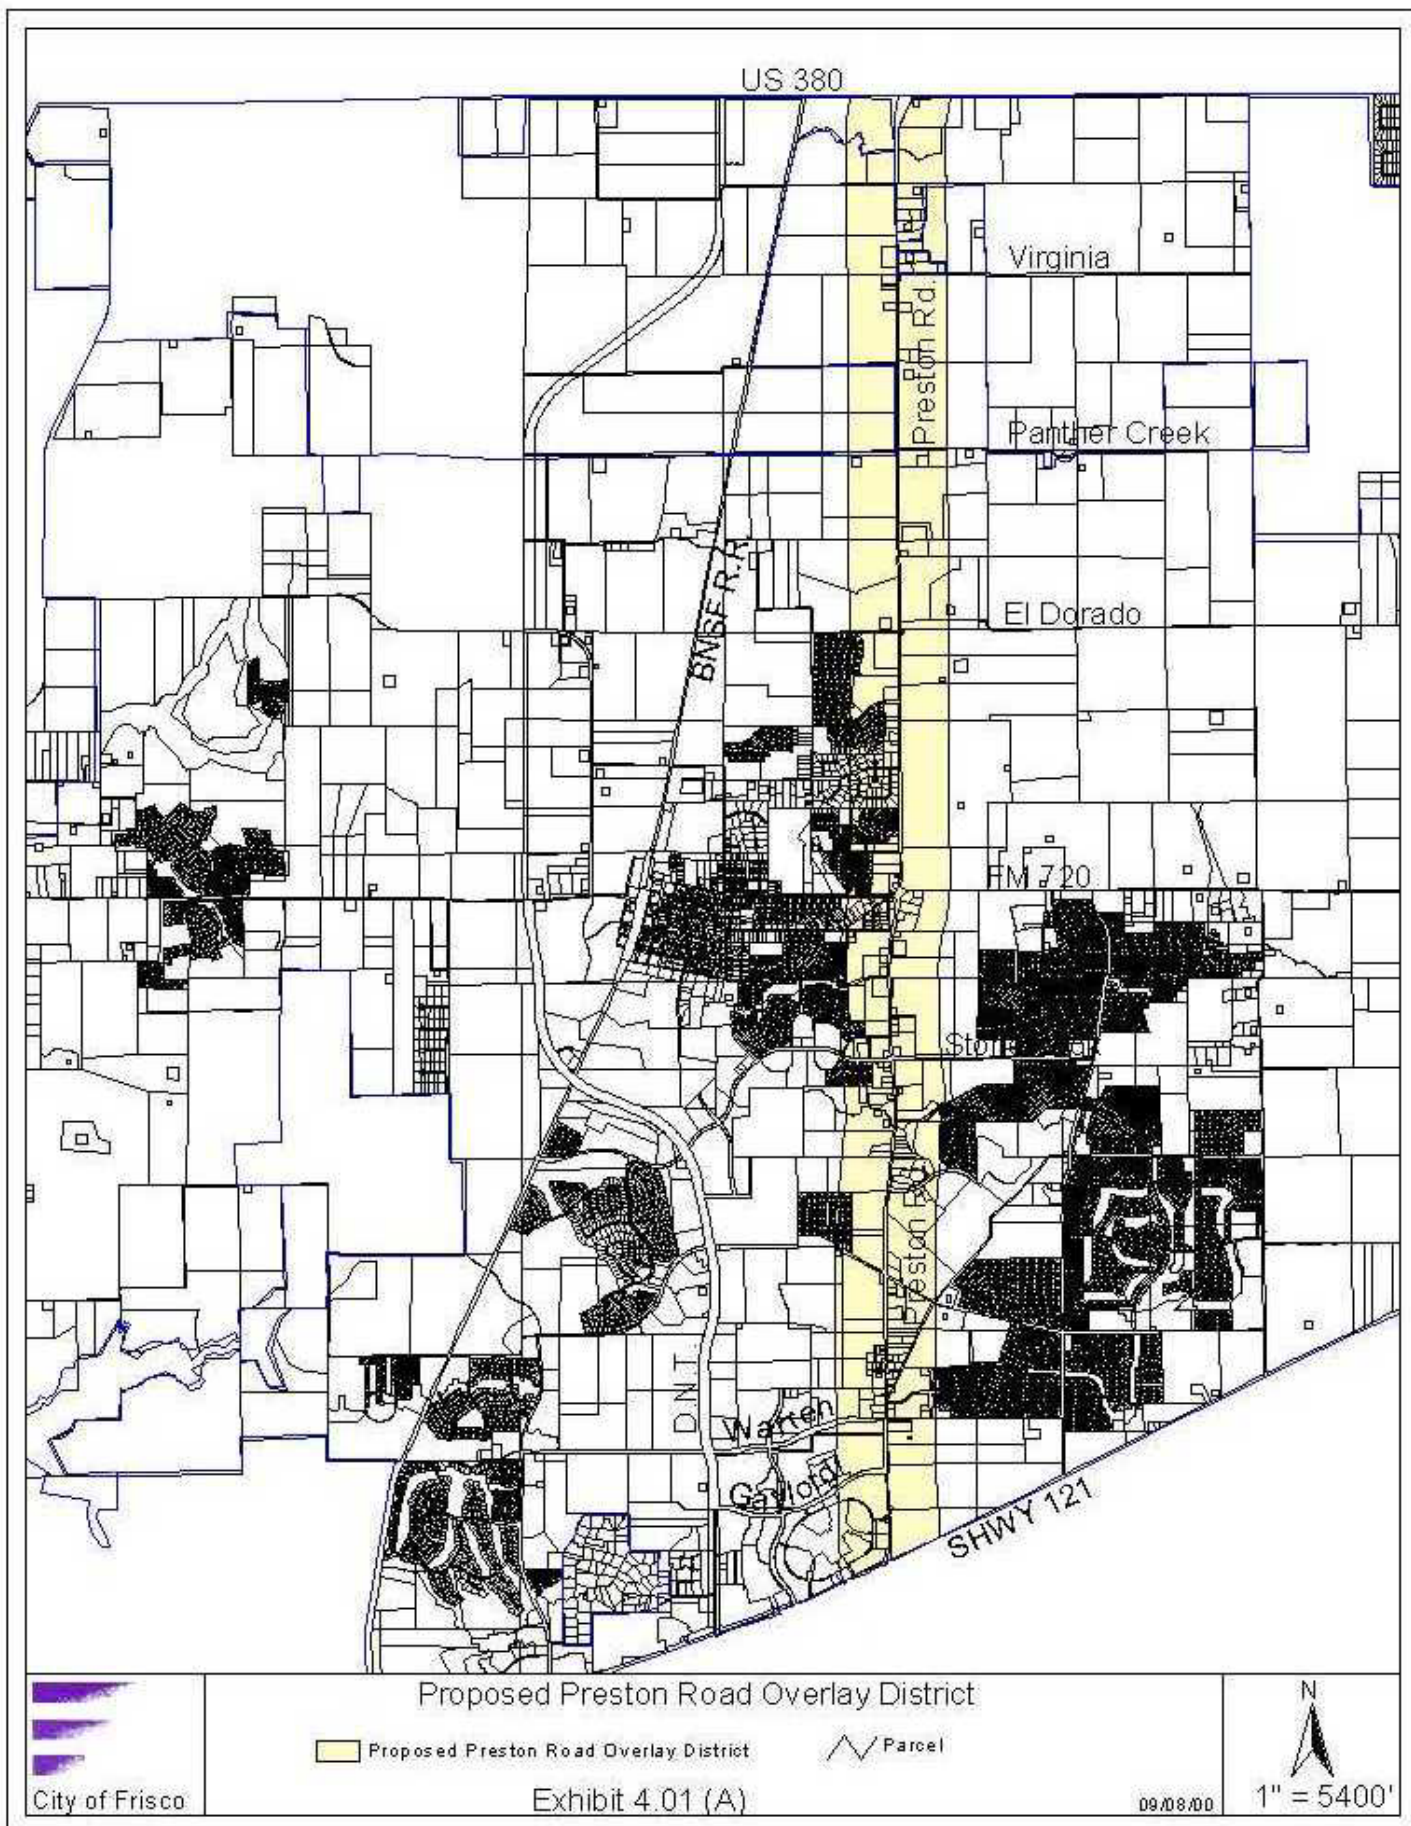 US 380
Virginia
Preston Rd.
Panther Creek
BNSF R.R
El Dorado
FM 720
Preston Rd
D.N.T.
Warren
Gaylord
SHWY 121
Proposed Preston Road Overlay District
Proposed Preston Road Overlay District
Parcel
City of Frisco
Exhibit 4.01 (A)
09/08/00
N
1" = 5400'